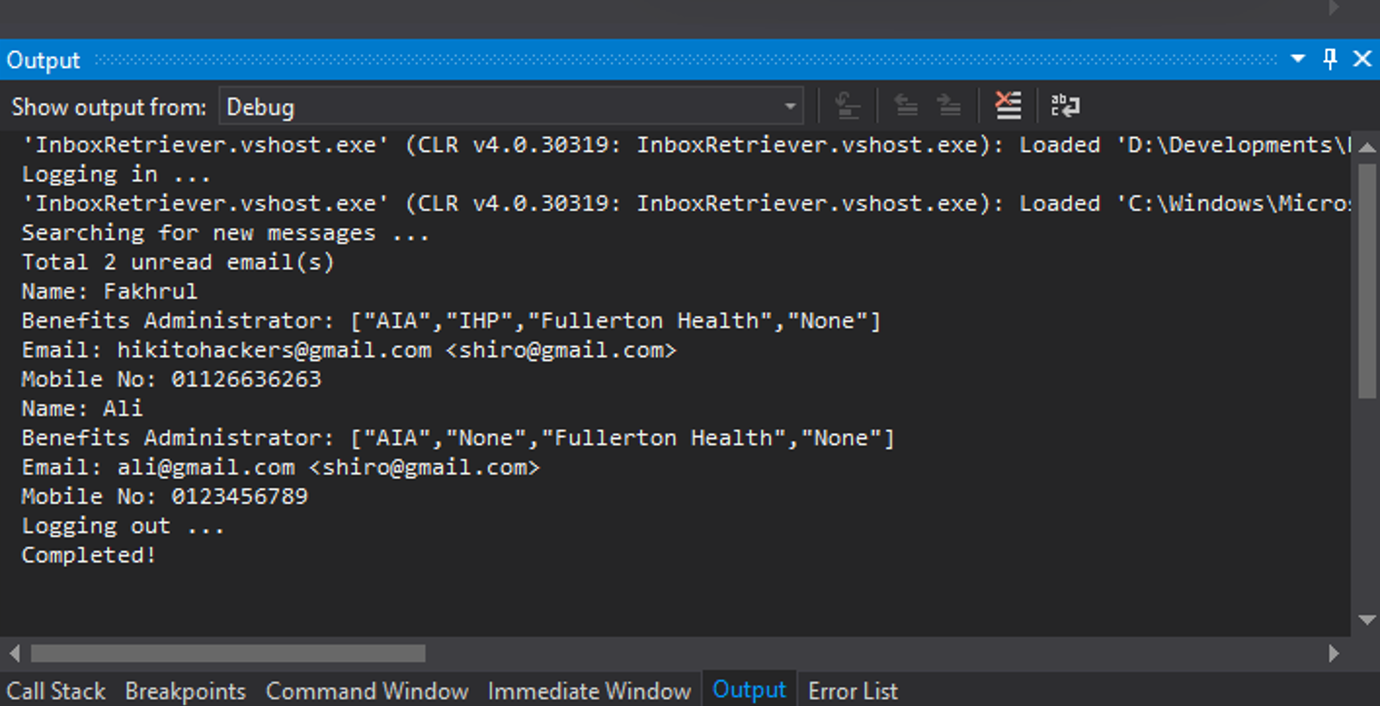 Output
Show output from: Debug
'InboxRetriever.vshost.exe' (CLR v4.0.30319: InboxRetriever.vshost.exe): Loaded 'D:\Developments\
Logging in ...
'InboxRetriever.vshost.exe' (CLR v4.0.30319: InboxRetriever.vshost.exe): Loaded 'C:\Windows\Micros
Searching for new messages ...
Total 2 unread email(s)
Name: Fakhrul
Benefits Administrator: ["AIA","IHP","Fullerton Health","None"]
Email: hikitohackers@gmail.com <shiro@gmail.com>
Mobile No: 01126636263
Name: Ali
Benefits Administrator: ["AIA","None","Fullerton Health","None"]
Email: ali@gmail.com <shiro@gmail.com>
Mobile No: 0123456789
Logging out ...
Completed!
Call Stack Breakpoints Command Window Immediate Window Output Error List